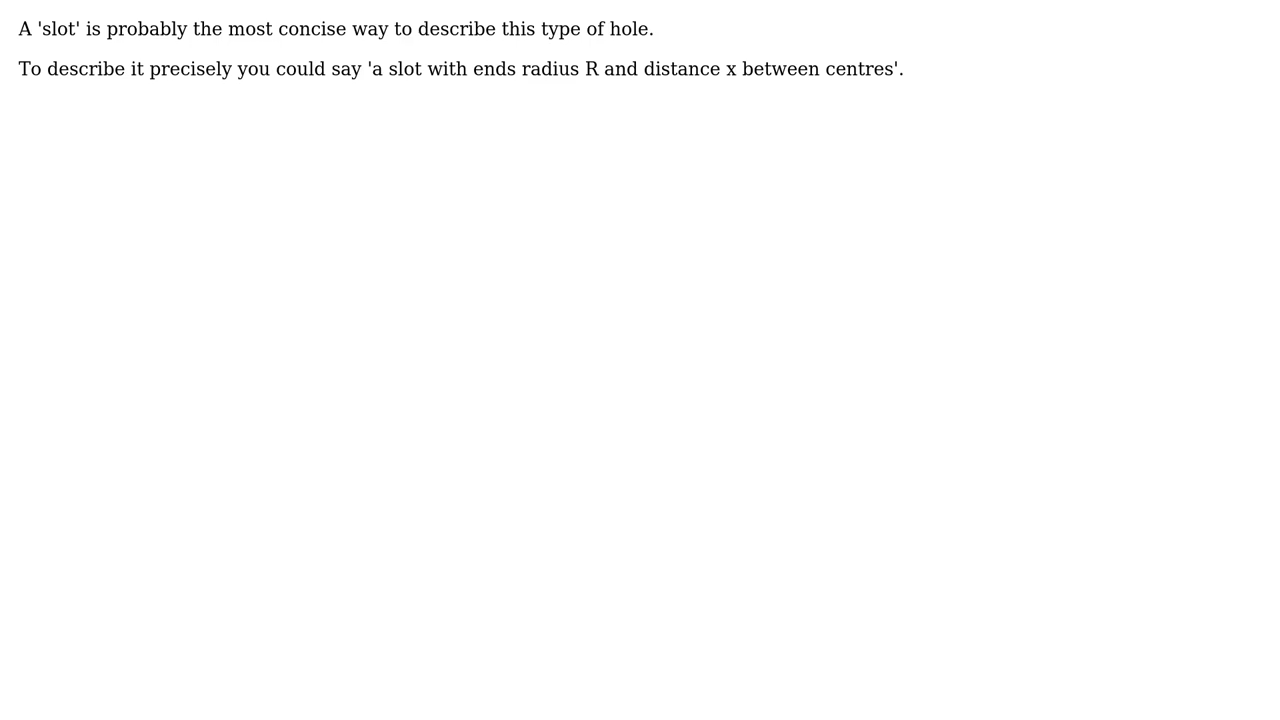 A 'slot' is probably the most concise way to describe this type of hole.
To describe it precisely you could say 'a slot with ends radius R and distance x between centres'.